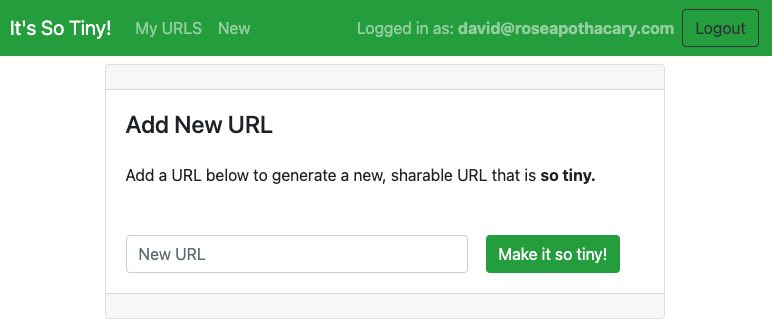 It's So Tiny! My URLS New Logged in as: david@roseapothacary.com Logout
Add New URL
Add a URL below to generate a new, sharable URL that is so tiny.
New URL Make it so tiny!